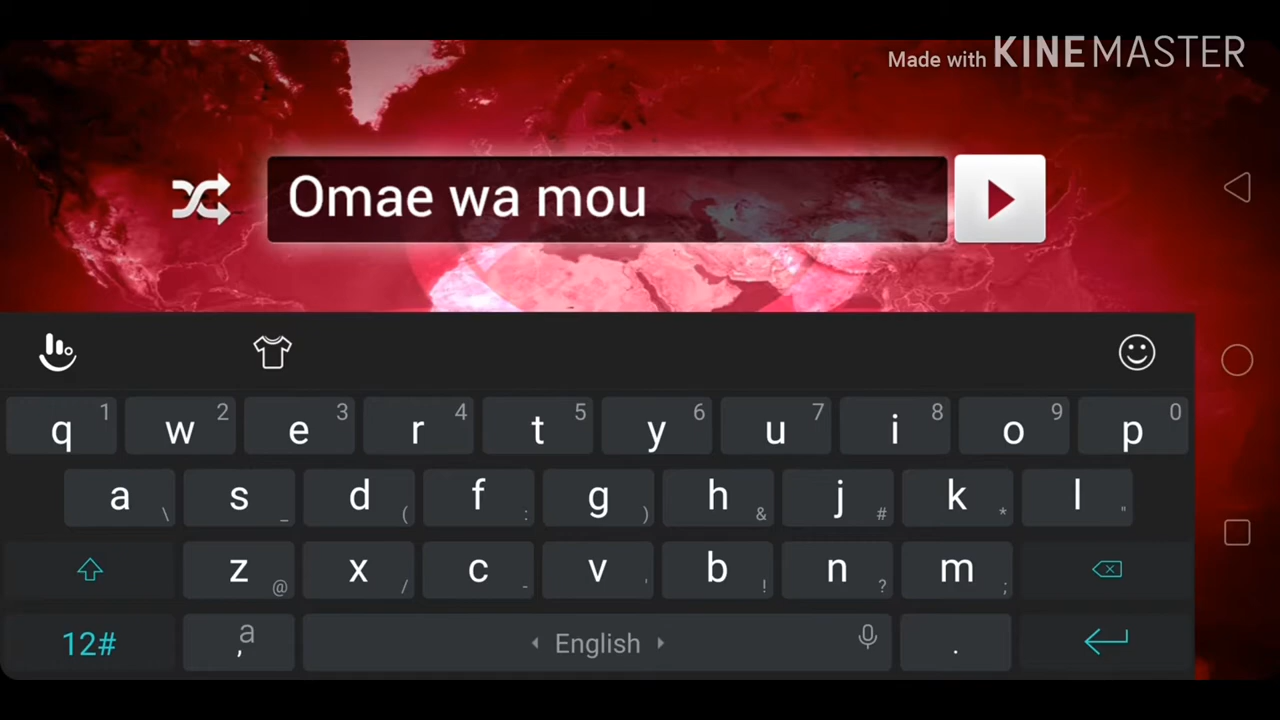 Made with KINEMASTER
Omae wa mou
q 1 w 2 e 3 r 4 t 5 y 6 u 7 i 8 o 9 p 0
a \ s _ d ( f : g ) h & j # k * l "
z @ x / c - v ' b ! n ? m ;
12# , a English .